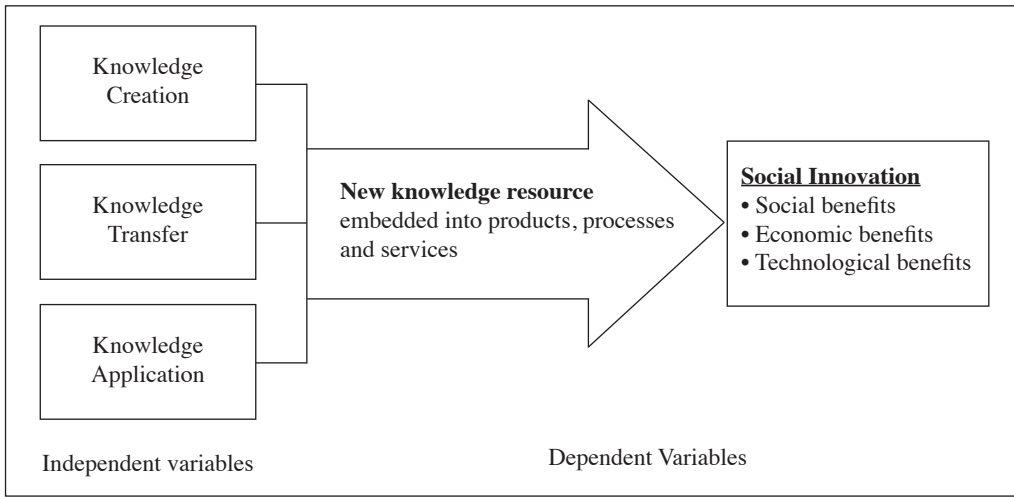 Knowledge
Creation
Knowledge
Transfer
Knowledge
Application
Independent variables
New knowledge resource
embedded into products, processes
and services
Social Innovation
• Social benefits
• Economic benefits
• Technological benefits
Dependent Variables